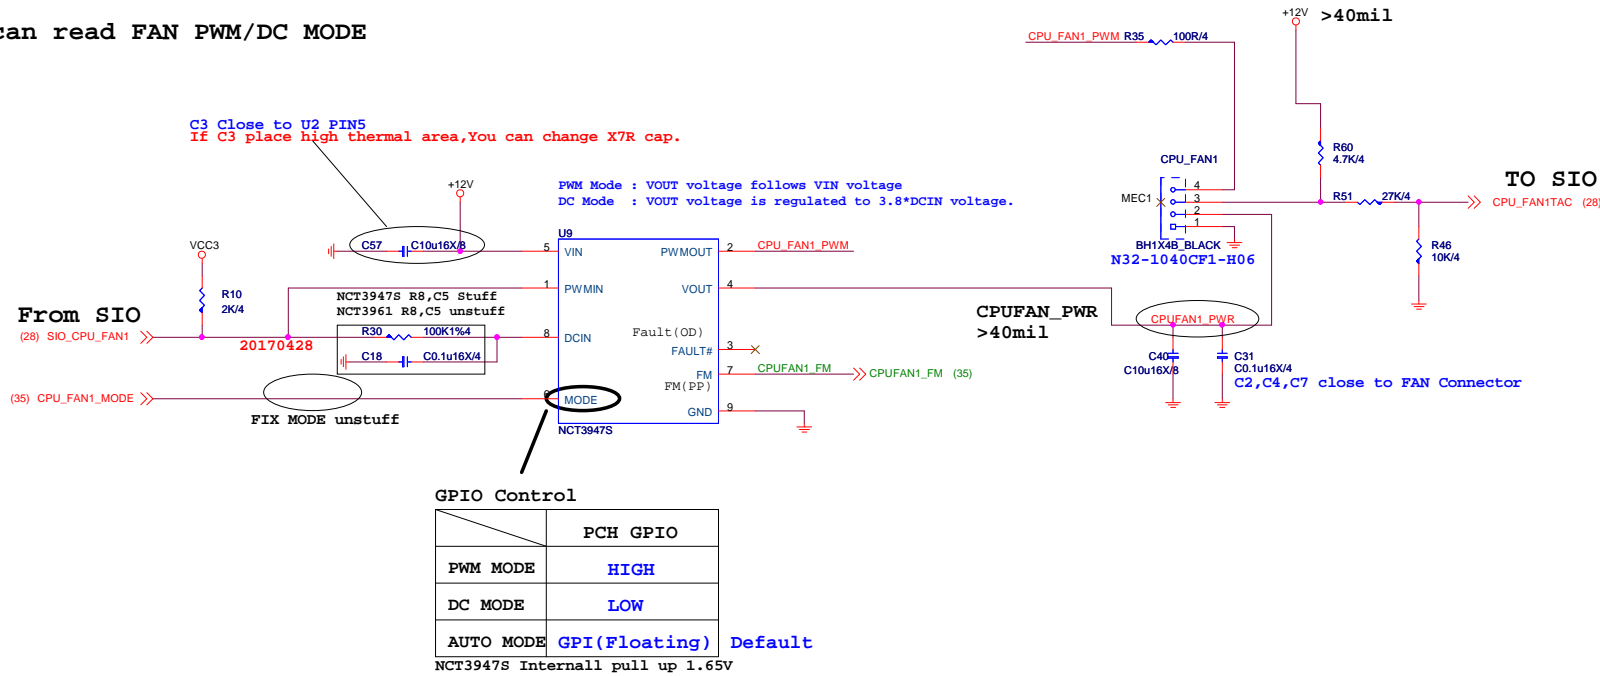 can read FAN PWM/DC MODE
+12V >40mil
CPU_FAN1_PWM R35 100R/4
C3 Close to U2 PIN5
If C3 place high thermal area,You can change X7R cap.
R60
4.7K/4
CPU_FAN1
+12V
PWM Mode : VOUT voltage follows VIN voltage
DC Mode : VOUT voltage is regulated to 3.8*DCIN voltage.
MEC1
4
3
2
1
R51 27K/4
TO SIO
CPU_FAN1TAC (28)
BH1X4B_BLACK
N32-1040CF1-H06
R46
10K/4
VCC3
C57 C10u16X/8
U9
5 VIN
PWMOUT 2 CPU_FAN1_PWM
1 PWMIN
VOUT 4
R10
2K/4
NCT3947S R8,C5 Stuff
NCT3961 R8,C5 unstuff
From SIO
(28) SIO_CPU_FAN1
20170428
R30 100K1%4
8 DCIN
Fault(OD)
FAULT# 3
C18 C0.1u16X/4
CPUFAN_PWR
>40mil
CPUFAN1_PWR
C40
C10u16X/8
C31
C0.1u16X/4
C2,C4,C7 close to FAN Connector
FM 7 CPUFAN1_FM CPUFAN1_FM (35)
FM(PP)
(35) CPU_FAN1_MODE
MODE
GND 9
FIX MODE unstuff
NCT3947S
GPIO Control
PCH GPIO
PWM MODE HIGH
DC MODE LOW
AUTO MODE GPI(Floating) Default
NCT3947S Internall pull up 1.65V